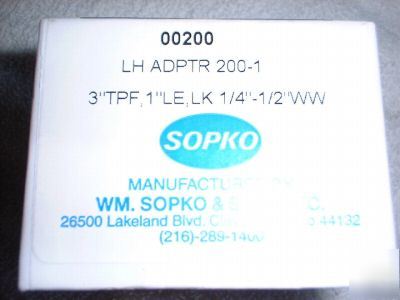 00200
LH ADPTR 200-1
3"TPF,1"LE,LK 1/4"-1/2"WW
SOPKO
MANUFACTURED BY
WM. SOPKO & S
26500 Lakeland Blvd. 44132
(216)-289-1400